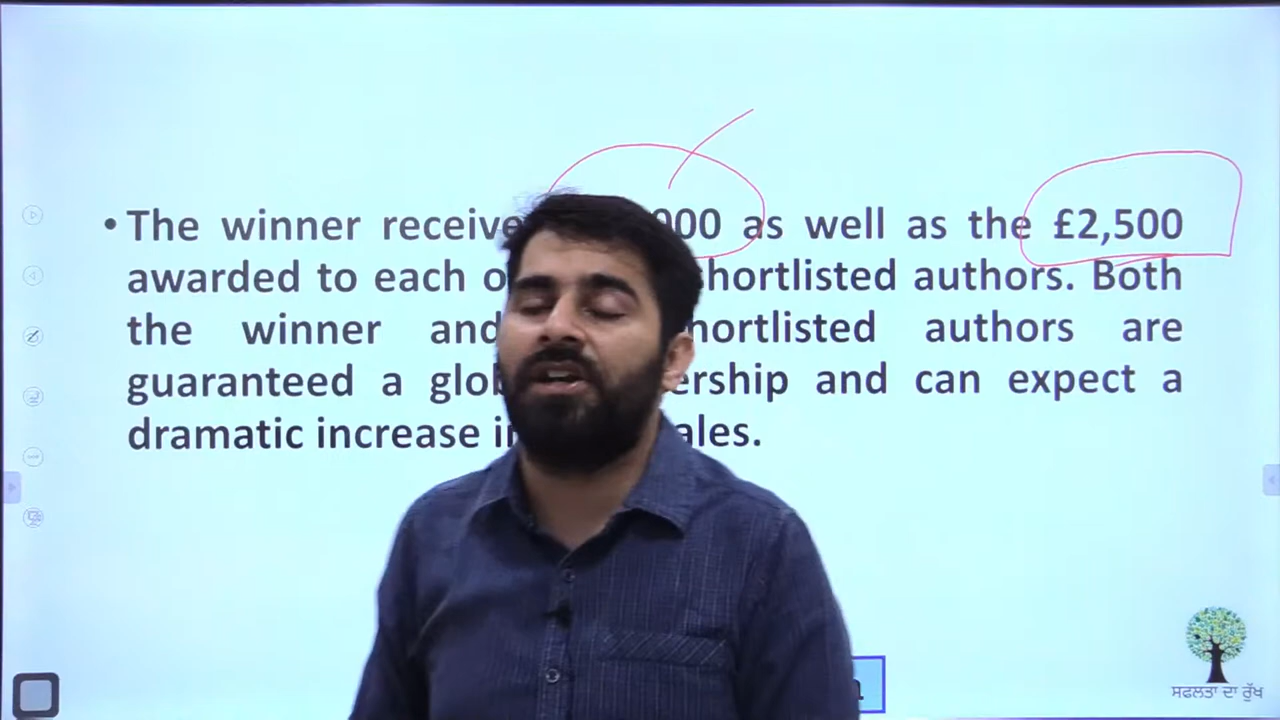 • The winner receive 000 as well as the £2,500
awarded to each o shortlisted authors. Both
the winner and hortlisted authors are
guaranteed a glob ership and can expect a
dramatic increase i ales.
ਸਫਲਤਾ ਦਾ ਰੁੱਖ